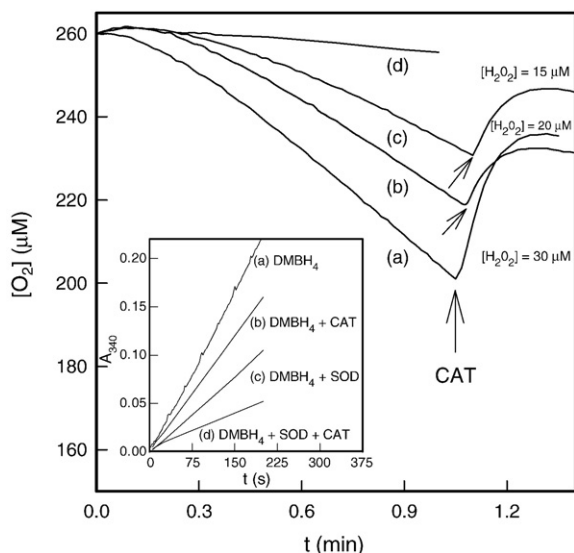 260
240
220
200
180
160
[O₂] (μM)
(d)
[H₂O₂] = 15 μM
(c)
[H₂O₂] = 20 μM
(b)
(a)
[H₂O₂] = 30 μM
CAT
0.20
0.15
0.10
0.05
0.00
A₃₄₀
(a) DMBH₄
(b) DMBH₄ + CAT
(c) DMBH₄ + SOD
(d) DMBH₄ + SOD + CAT
0 75 150 225 300 375
t (s)
0.0 0.3 0.6 0.9 1.2
t (min)